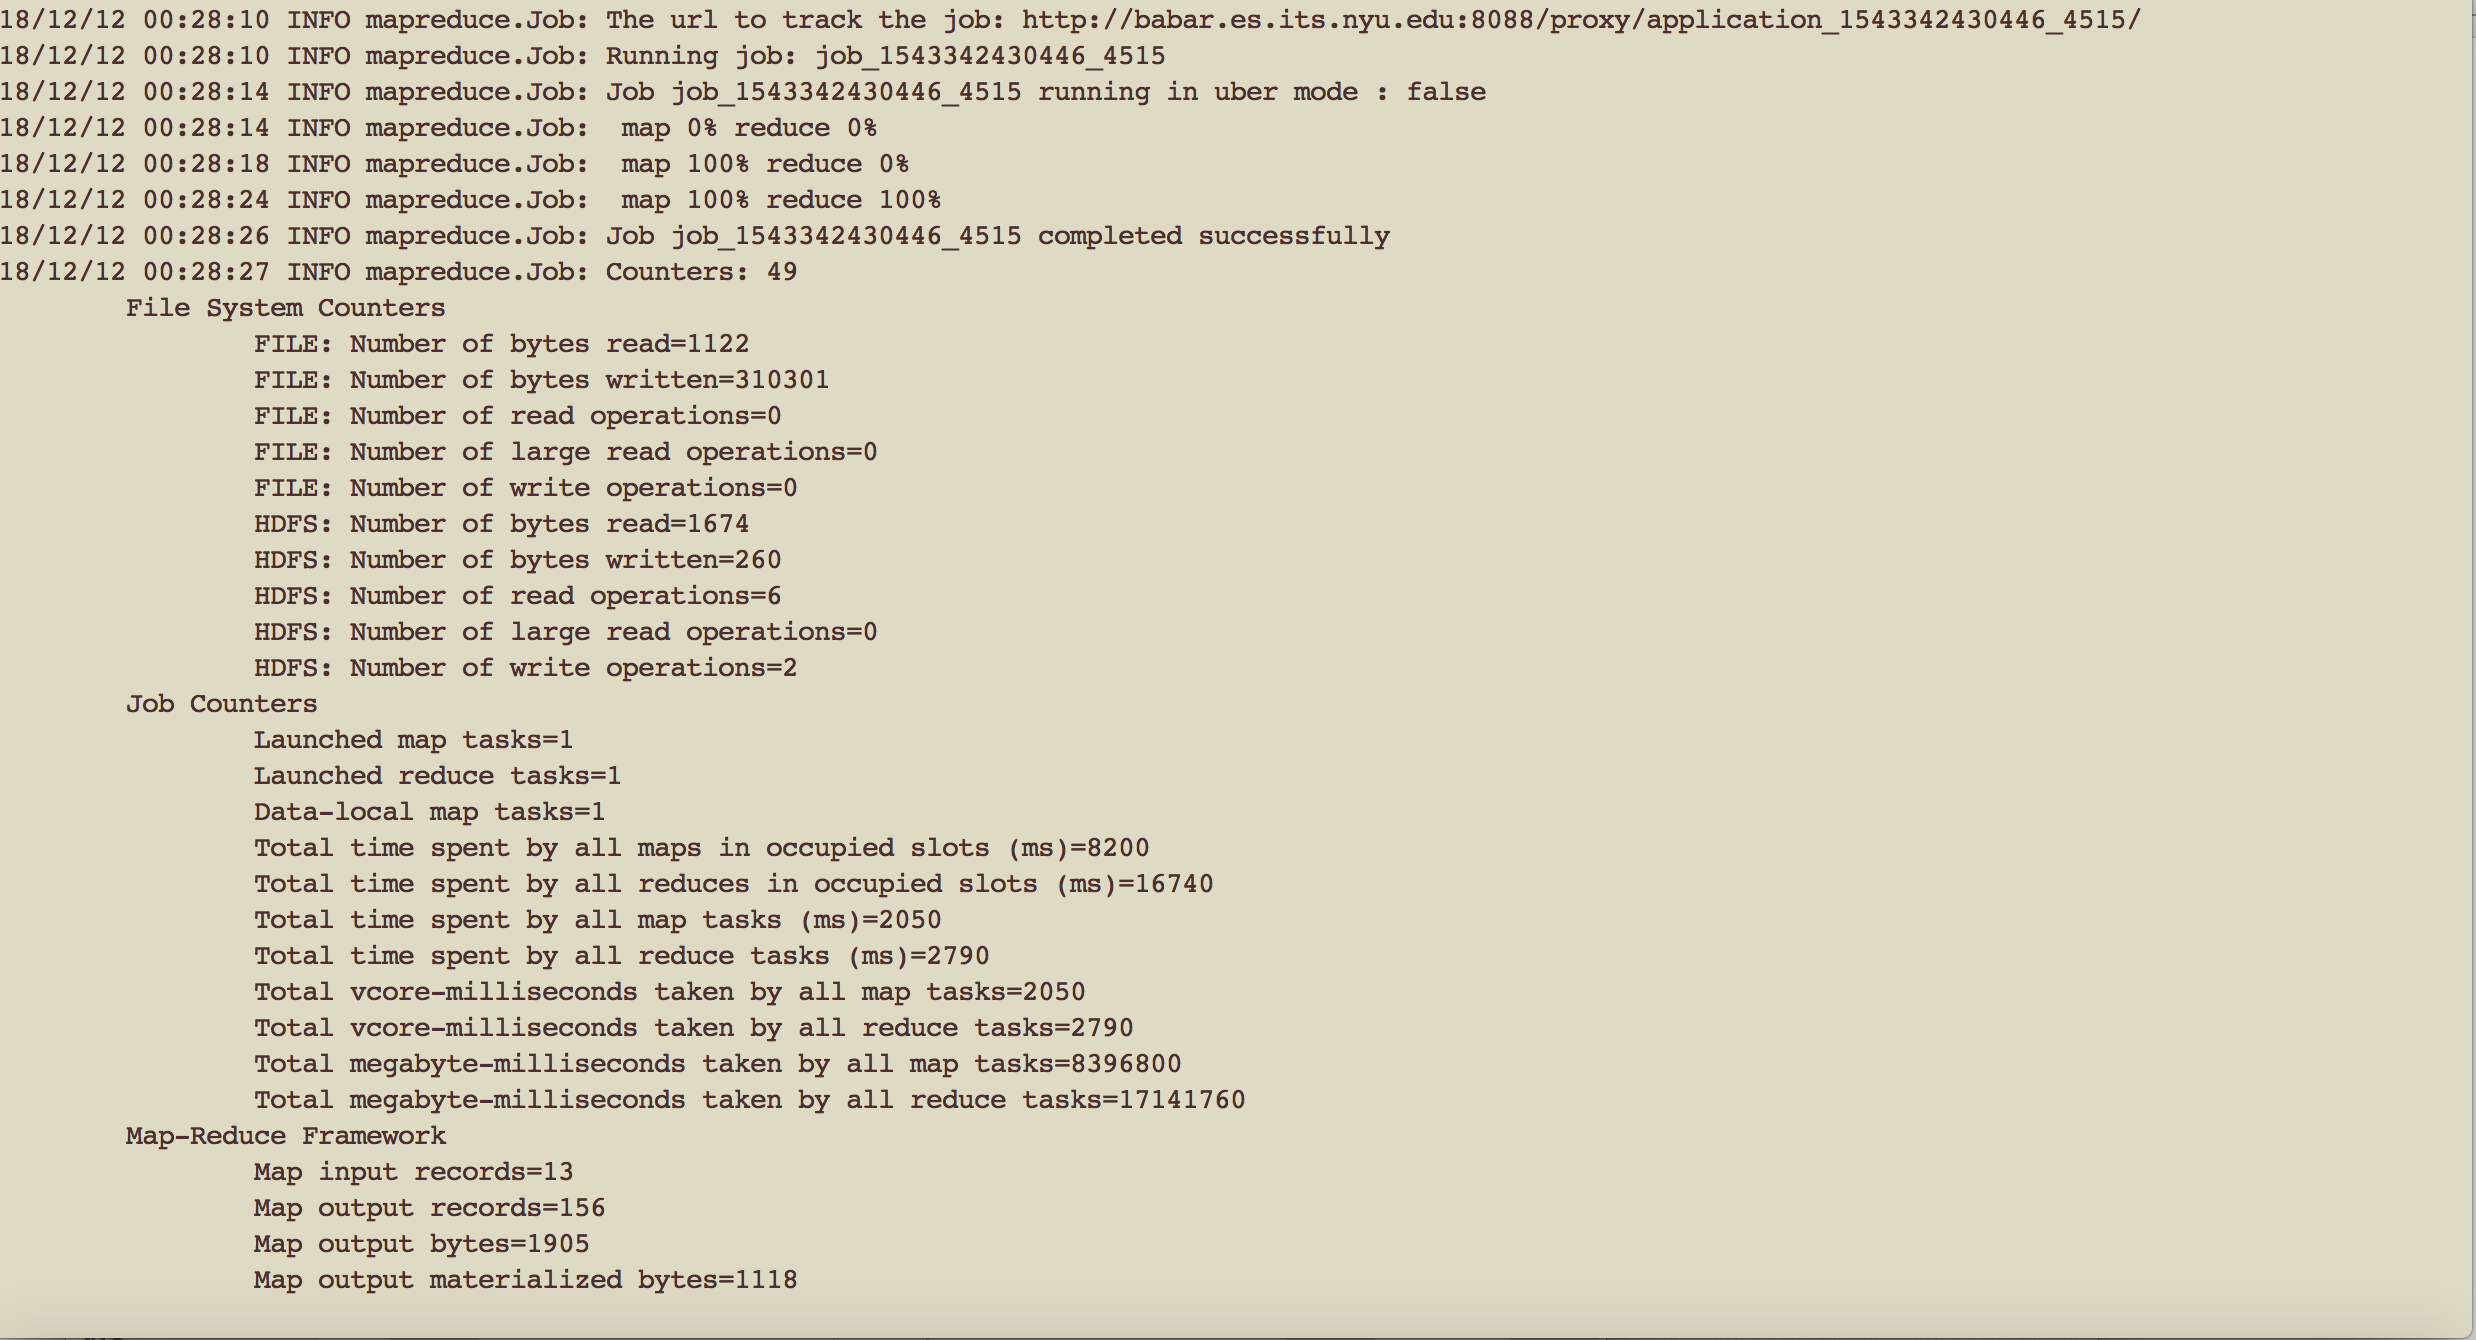 18/12/12 00:28:10 INFO mapreduce.Job: The url to track the job: http://babar.es.its.nyu.edu:8088/proxy/application_1543342430446_4515/
18/12/12 00:28:10 INFO mapreduce.Job: Running job: job_1543342430446_4515
18/12/12 00:28:14 INFO mapreduce.Job: Job job_1543342430446_4515 running in uber mode : false
18/12/12 00:28:14 INFO mapreduce.Job:  map 0% reduce 0%
18/12/12 00:28:18 INFO mapreduce.Job:  map 100% reduce 0%
18/12/12 00:28:24 INFO mapreduce.Job:  map 100% reduce 100%
18/12/12 00:28:26 INFO mapreduce.Job: Job job_1543342430446_4515 completed successfully
18/12/12 00:28:27 INFO mapreduce.Job: Counters: 49
File System Counters
FILE: Number of bytes read=1122
FILE: Number of bytes written=310301
FILE: Number of read operations=0
FILE: Number of large read operations=0
FILE: Number of write operations=0
HDFS: Number of bytes read=1674
HDFS: Number of bytes written=260
HDFS: Number of read operations=6
HDFS: Number of large read operations=0
HDFS: Number of write operations=2
Job Counters
Launched map tasks=1
Launched reduce tasks=1
Data-local map tasks=1
Total time spent by all maps in occupied slots (ms)=8200
Total time spent by all reduces in occupied slots (ms)=16740
Total time spent by all map tasks (ms)=2050
Total time spent by all reduce tasks (ms)=2790
Total vcore-milliseconds taken by all map tasks=2050
Total vcore-milliseconds taken by all reduce tasks=2790
Total megabyte-milliseconds taken by all map tasks=8396800
Total megabyte-milliseconds taken by all reduce tasks=17141760
Map-Reduce Framework
Map input records=13
Map output records=156
Map output bytes=1905
Map output materialized bytes=1118